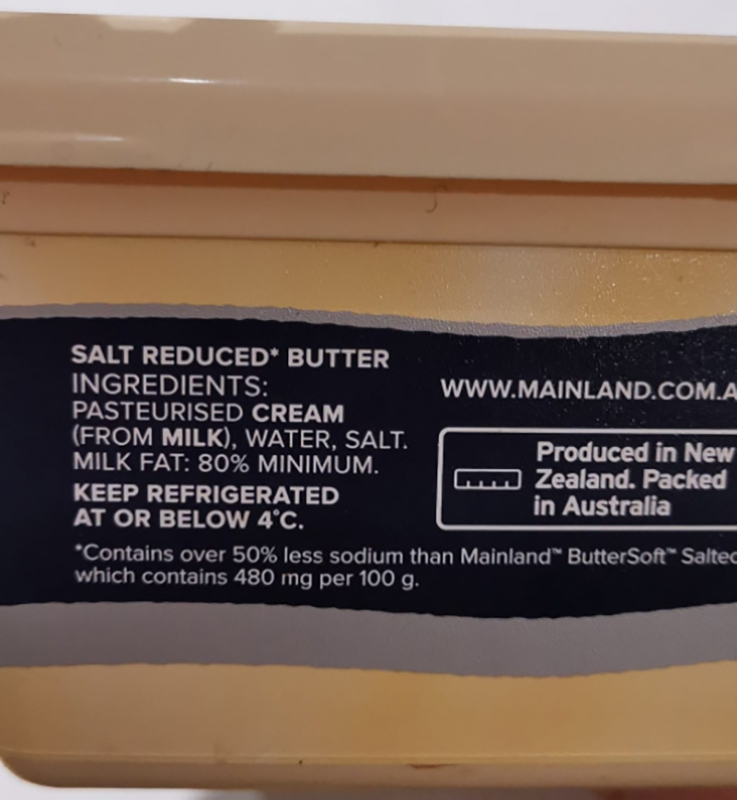 SALT REDUCED* BUTTER
INGREDIENTS:
PASTEURISED CREAM
(FROM MILK), WATER, SALT.
MILK FAT: 80% MINIMUM.
KEEP REFRIGERATED
AT OR BELOW 4°C.
WWW.MAINLAND.COM.A
Produced in New
Zealand. Packed
in Australia
*Contains over 50% less sodium than Mainland™ ButterSoft™ Salted
which contains 480 mg per 100 g.